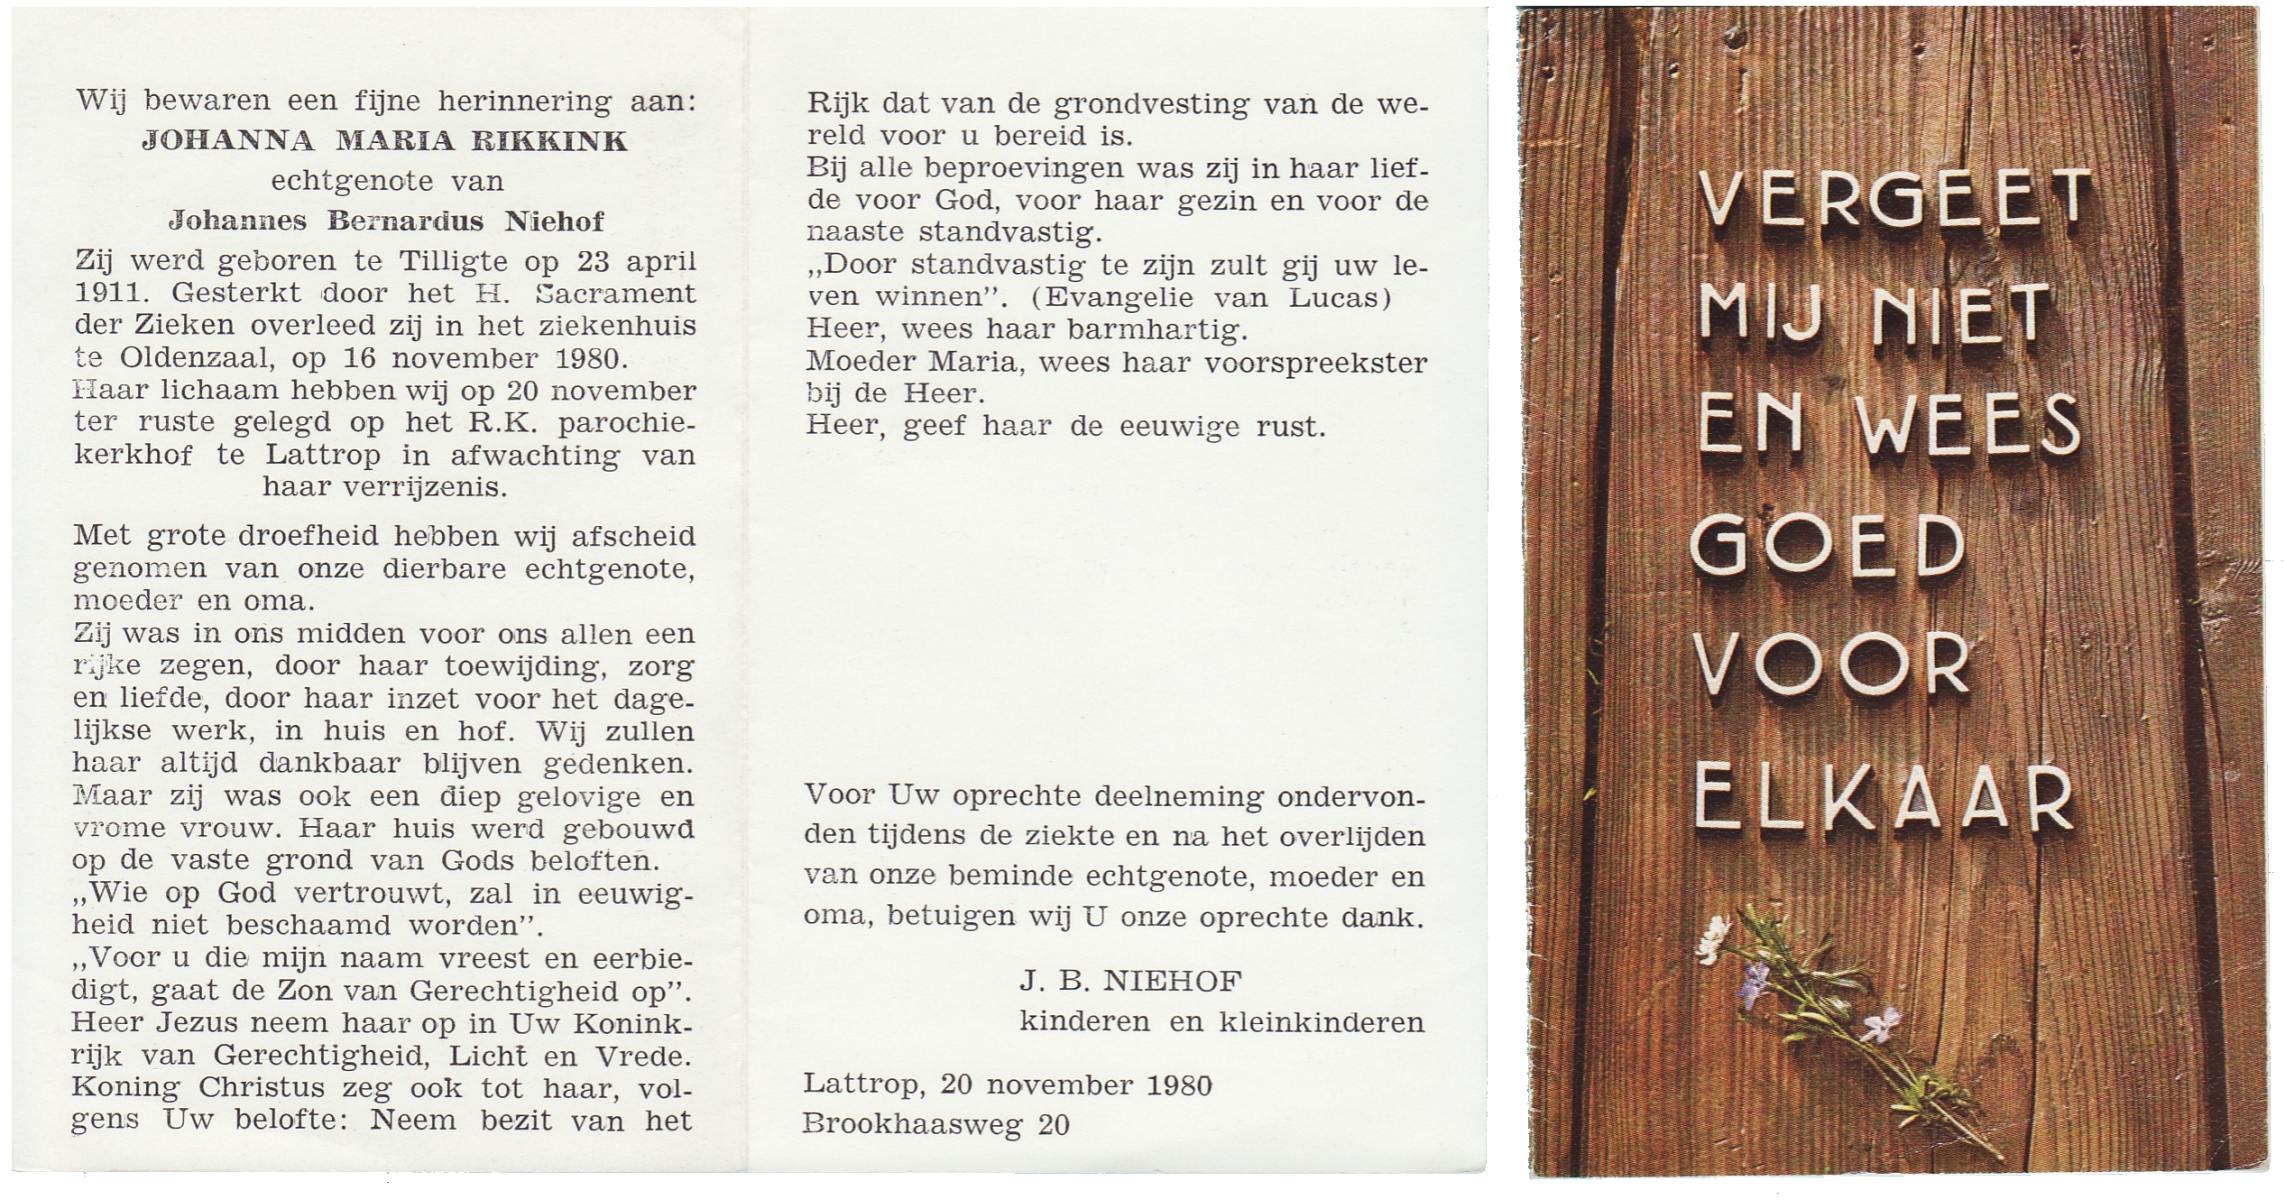 Wij bewaren een fijne herinnering aan:
JOHANNA MARIA RIKKINK
echtgenote van
Johannes Bernardus Niehof
Zij werd geboren te Tilligte op 23 april
1911. Gesterkt door het H. Sacrament
der Zieken overleed zij in het ziekenhuis
te Oldenzaal, op 16 november 1980.
Haar lichaam hebben wij op 20 november
ter ruste gelegd op het R.K. parochie-
kerkhof te Lattrop in afwachting van
haar verrijzenis.
Met grote droefheid hebben wij afscheid
genomen van onze dierbare echtgenote,
moeder en oma.
Zij was in ons midden voor ons allen een
rijke zegen, door haar toewijding, zorg
en liefde, door haar inzet voor het dage-
lijkse werk, in huis en hof. Wij zullen
haar altijd dankbaar blijven gedenken.
Maar zij was ook een diep gelovige en
vrome vrouw. Haar huis werd gebouwd
op de vaste grond van Gods beloften.
„Wie op God vertrouwt, zal in eeuwig-
heid niet beschaamd worden”.
„Voor u die mijn naam vreest en eerbie-
digt, gaat de Zon van Gerechtigheid op”.
Heer Jezus neem haar op in Uw Konink-
rijk van Gerechtigheid, Licht en Vrede.
Koning Christus zeg ook tot haar, vol-
gens Uw belofte: Neem bezit van het
Rijk dat van de grondvesting van de we-
reld voor u bereid is.
Bij alle beproevingen was zij in haar lief-
de voor God, voor haar gezin en voor de
naaste standvastig.
„Door standvastig te zijn zult gij uw le-
ven winnen”. (Evangelie van Lucas)
Heer, wees haar barmhartig.
Moeder Maria, wees haar voorspreekster
bij de Heer.
Heer, geef haar de eeuwige rust.
Voor Uw oprechte deelneming ondervon-
den tijdens de ziekte en na het overlijden
van onze beminde echtgenote, moeder en
oma, betuigen wij U onze oprechte dank.
J. B. NIEHOF
kinderen en kleinkinderen
Lattrop, 20 november 1980
Brookhaasweg 20
VERGEET
MIJ NIET
EN WEES
GOED
VOOR
ELKAAR